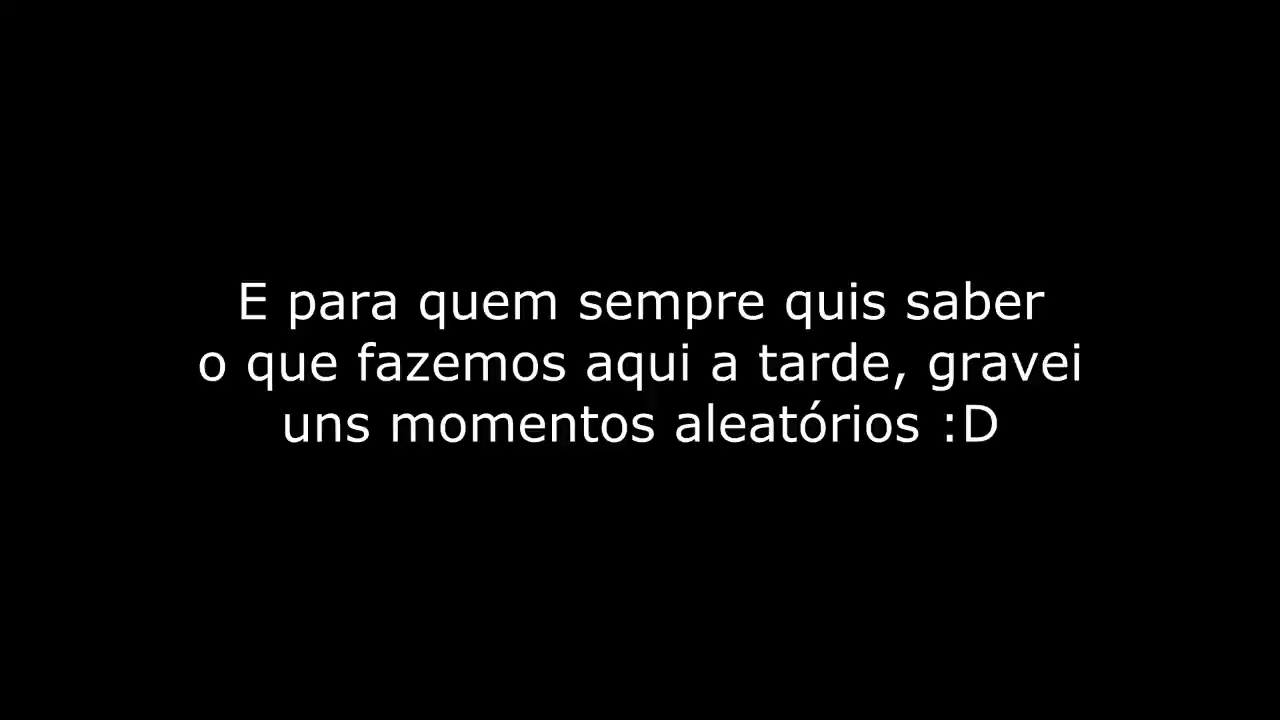 E para quem sempre quis saber
o que fazemos aqui a tarde, gravei
uns momentos aleatórios :D